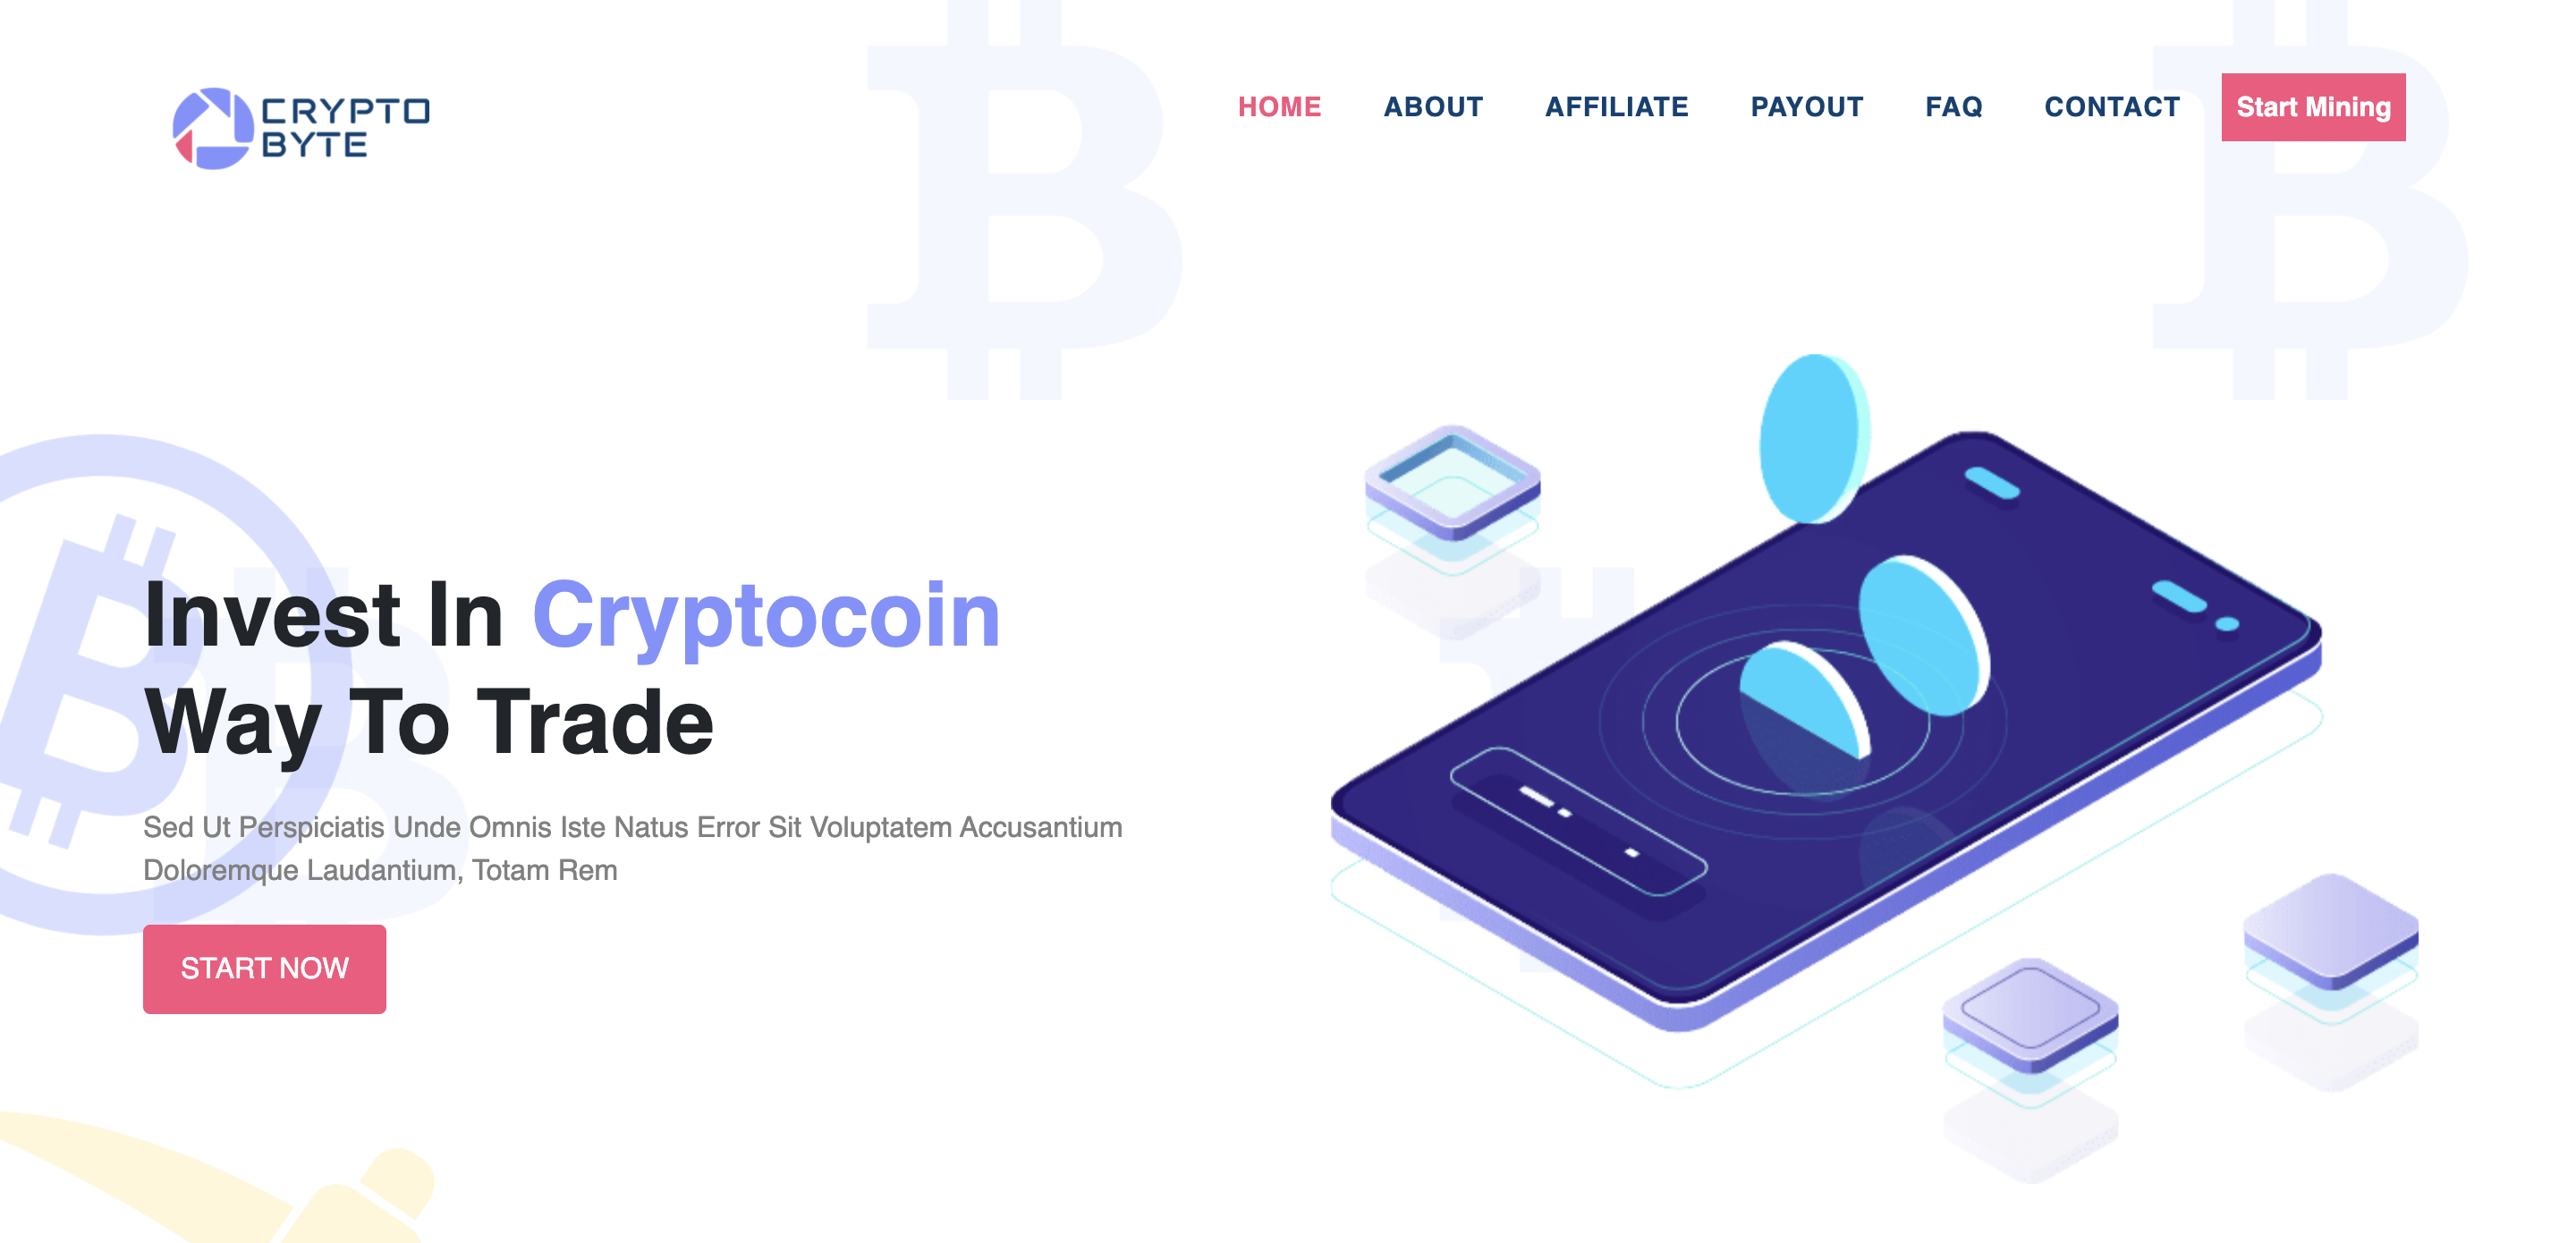 CRYPTO
BYTE
HOME ABOUT AFFILIATE PAYOUT FAQ CONTACT Start Mining
Invest In Cryptocoin
Way To Trade
Sed Ut Perspiciatis Unde Omnis Iste Natus Error Sit Voluptatem Accusantium
Doloremque Laudantium, Totam Rem
START NOW